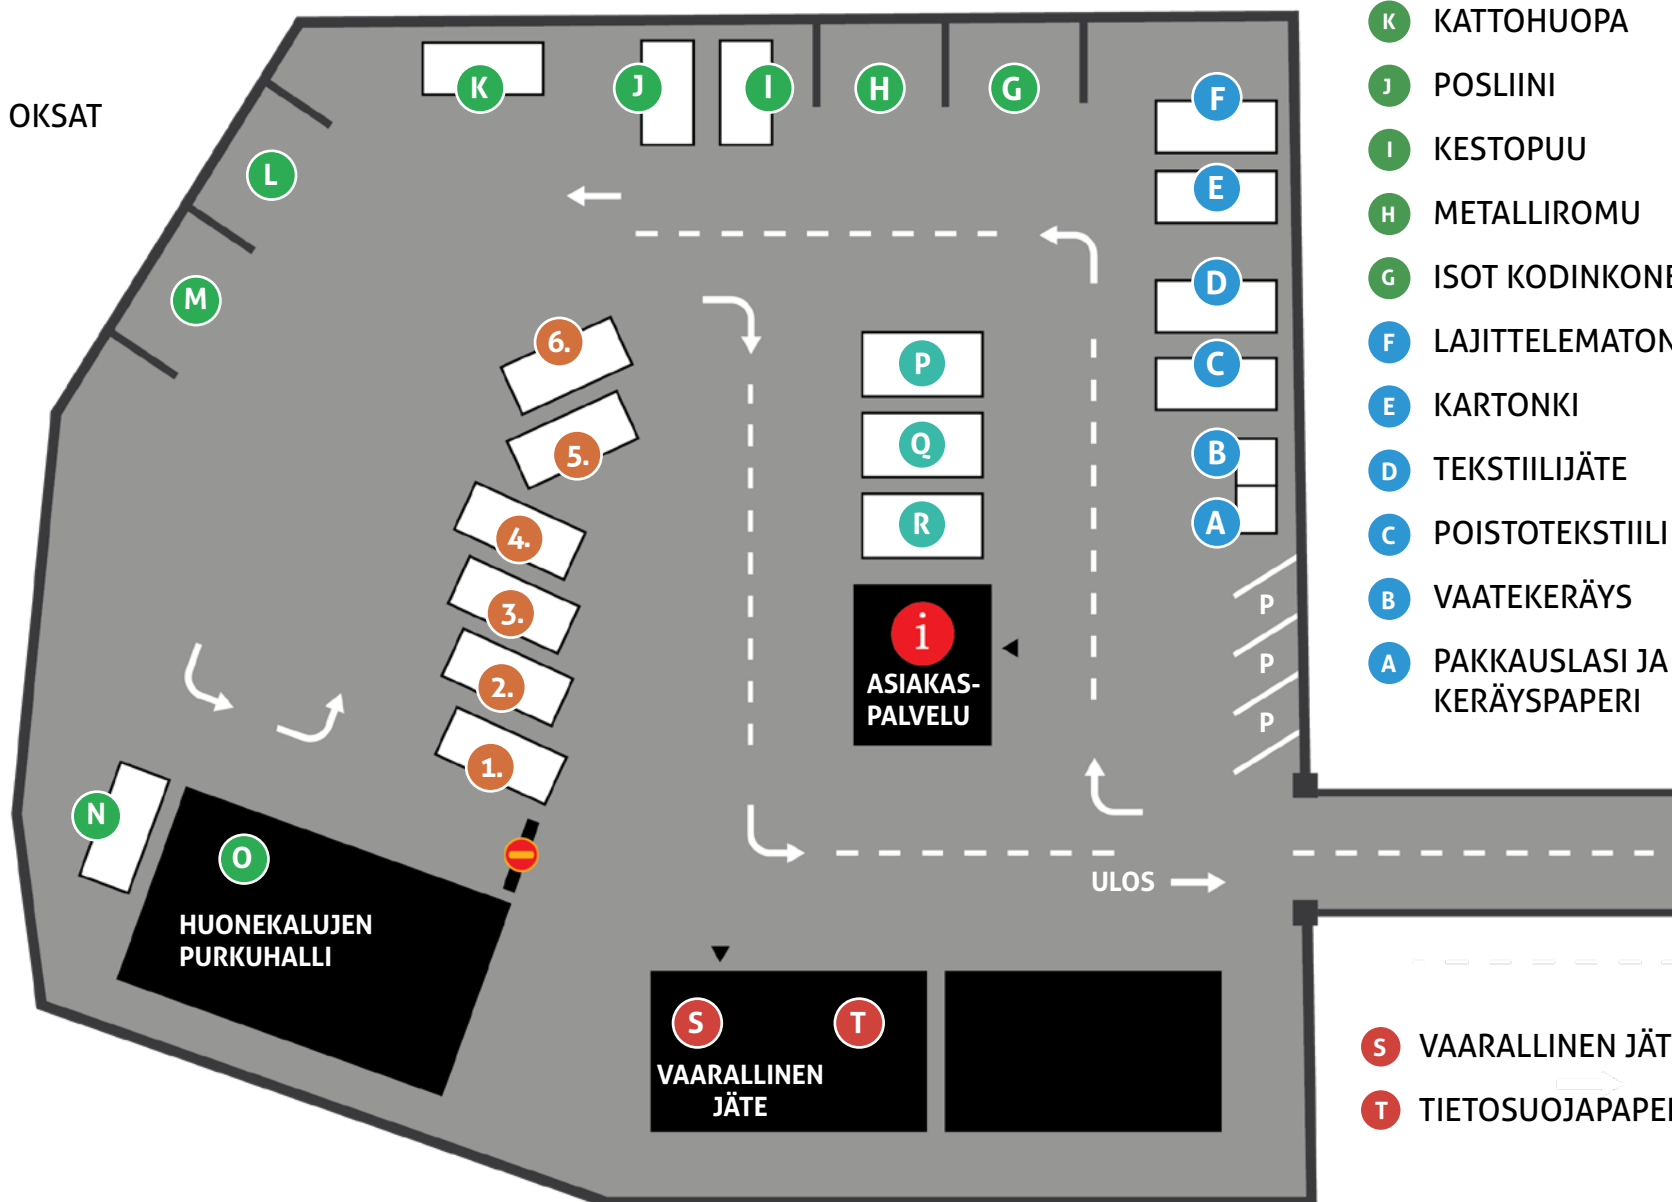 OKSAT
K
J
I
H
G
F
E
D
C
B
A
L
M
6.
5.
4.
3.
2.
1.
P
Q
R
i
ASIAKAS-
PALVELU
P
P
P
N
O
HUONEKALUJEN
PURKUHALLI
ULOS
S
T
VAARALLINEN
JÄTE
K KATTOHUOPA
J POSLIINI
I KESTOPUU
H METALLIROMU
G ISOT KODINKONE
F LAJITTELEMATON
E KARTONKI
D TEKSTIILIJÄTE
C POISTOTEKSTIILI
B VAATEKERÄYS
A PAKKAUSLASI JA
KERÄYSPAPERI
S VAARALLINEN JÄT
T TIETOSUOJAPAPE